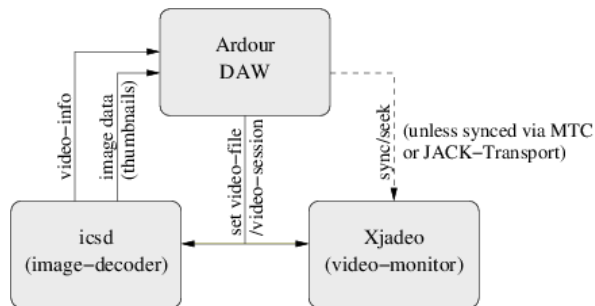 Ardour
DAW
video-info
image data
(thumbnails)
set video-file
/video-session
sync/seek
(unless synced via MTC
or JACK-Transport)
icsd
(image-decoder)
Xjadeo
(video-monitor)